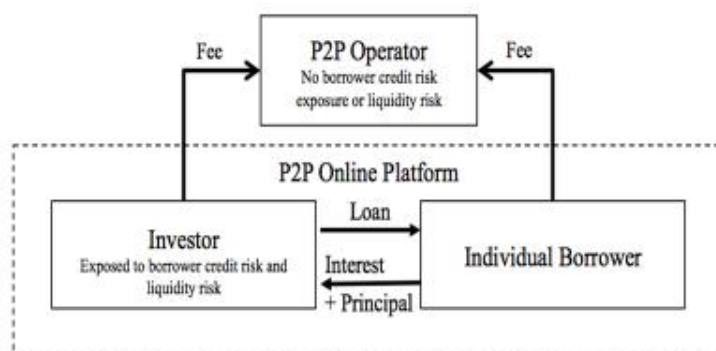 Fee
P2P Operator
Fee
No borrower credit risk
exposure or liquidity risk
P2P Online Platform
Investor
Exposed to borrower credit risk and
liquidity risk
Loan
Interest
+ Principal
Individual Borrower